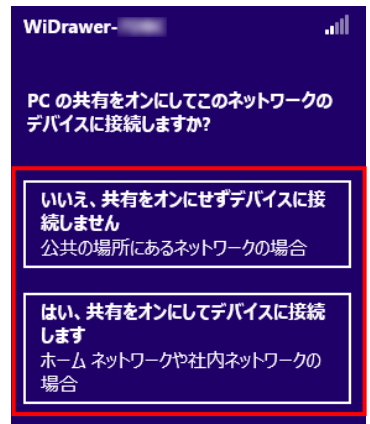 WiDrawer-
PC の共有をオンにしてこのネットワークの
デバイスに接続しますか?
いいえ、共有をオンにせずデバイスに接
続しません
公共の場所にあるネットワークの場合
はい、共有をオンにしてデバイスに接続
します
ホーム ネットワークや社内ネットワークの
場合